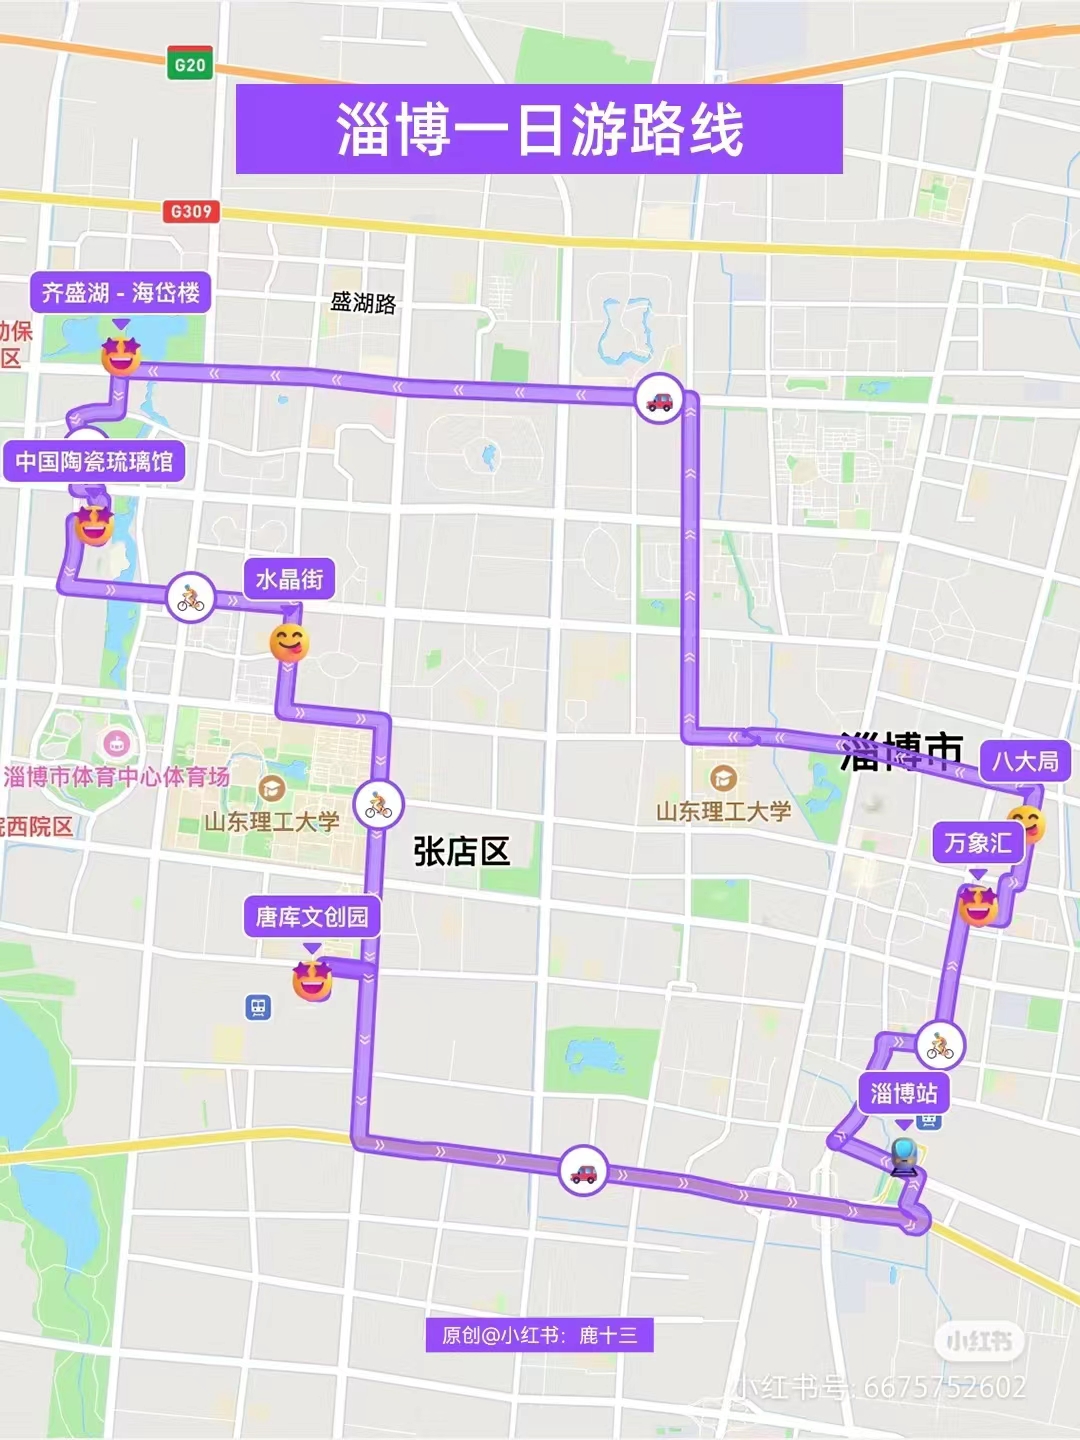 G20
淄博一日游路线
G309
齐盛湖 - 海岱楼
盛湖路
幼保
区
中国陶瓷琉璃馆
水晶街
淄博市
八大局
淄博市体育中心体育场
山东理工大学
山东理工大学
院西院区
张店区
万象汇
唐库文创园
淄博站
原创@小红书：鹿十三
小红书
小红书号: 6675752602